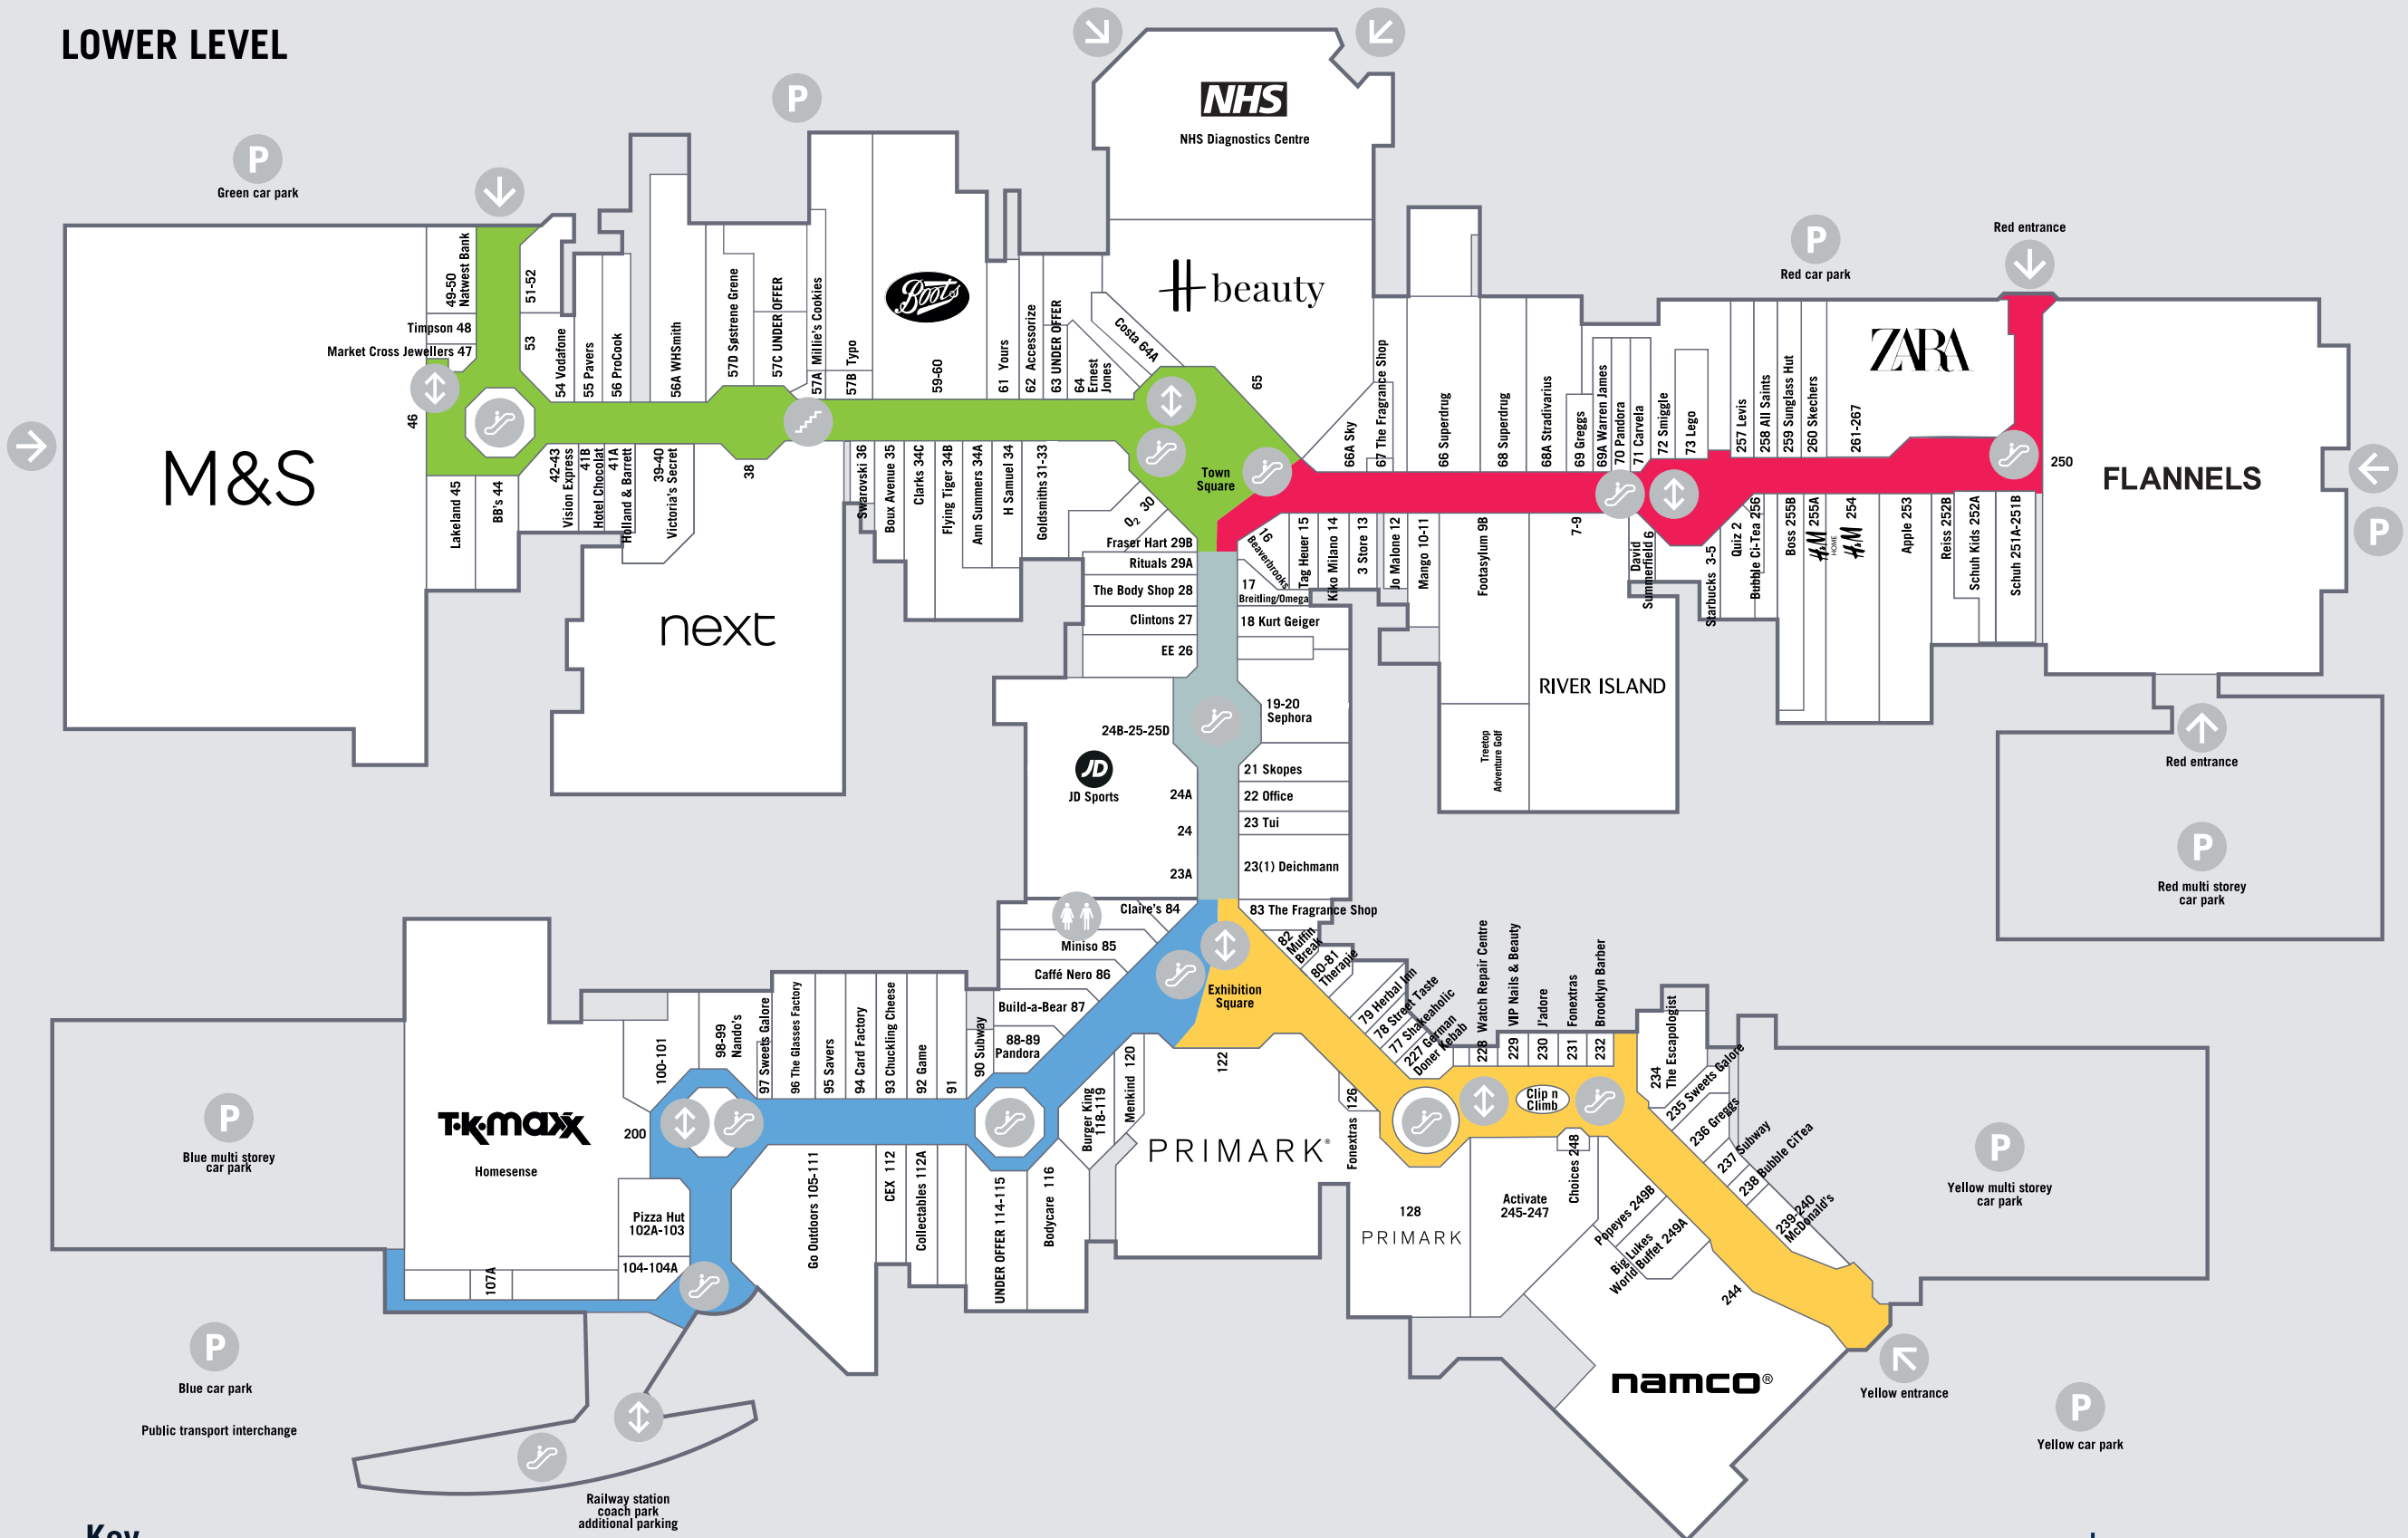 LOWER LEVEL
P
P
Green car park
NHS
NHS Diagnostics Centre
M&S
49-50
Natwest Bank
Timpson 48
Market Cross Jewellers 47
46
51-52
53
54 Vodafone
55 Pavers
56 ProCook
56A WHSmith
57D Søstrene Grene
57C UNDER OFFER
57A Millie's Cookies
57B Typo
Boots
59-60
61 Yours
62 Accessorize
63 UNDER OFFER
64
Ernest
Jones
Costa 64A
H beauty
65
66A Sky
67 The Fragrance Shop
66 Superdrug
68 Superdrug
68A Stradivarius
69 Greggs
69A Warren James
70 Pandora
71 Carvela
72 Smiggle
73 Lego
257 Levis
258 All Saints
259 Sunglass Hut
260 Skechers
ZARA
261-267
P
Red car park
Red entrance
250
FLANNELS
P
Lakeland 45
BB's 44
42-43
Vision Express
41B
Hotel Chocolat
41A
Holland & Barrett
39-40
Victoria's Secret
38
next
Swarovski 36
Boux Avenue 35
Clarks 34C
Flying Tiger 34B
Ann Summers 34A
H Samuel 34
Goldsmiths 31-33
O2 30
Town
Square
Fraser Hart 29B
Rituals 29A
The Body Shop 28
Clintons 27
EE 26
16
Beaverbrooks
Tag Heuer 15
Kiko Milano 14
3 Store 13
Jo Malone 12
Mango 10-11
Footasylum 9B
7-9
David
Summerfield 6
Starbucks 3-5
Quiz 2
Bubble Ci-Tea 256
Boss 255B
H&M 255A
HOME
H&M 254
Apple 253
Reiss 252B
Schuh Kids 252A
Schuh 251A-251B
17
Breitling/Omega
18 Kurt Geiger
19-20
Sephora
21 Skopes
22 Office
23 Tui
23(1) Deichmann
24B-25-25D
JD
JD Sports
24A
24
23A
RIVER ISLAND
Treetop
Adventure Golf
Red entrance
P
Red multi storey
car park
Claire's 84
Miniso 85
Caffé Nero 86
Build-a-Bear 87
88-89
Pandora
90 Subway
91
92 Game
93 Chuckling Cheese
94 Card Factory
95 Savers
96 The Glasses Factory
97 Sweets Galore
98-99
Nando's
100-101
83 The Fragrance Shop
82
Muffin
Break
80-81
Therapie
79 Herbal Inn
78 Street Taste
77 Shakeaholic
227 German
Doner Kebab
228 Watch Repair Centre
229 VIP Nails & Beauty
230 J'adore
231 Fonextras
232 Brooklyn Barber
234
The Escapologist
235 Sweets Galore
236 Greggs
237 Subway
238 Bubble CiTea
239-240
McDonald's
Exhibition
Square
122
Clip n
Climb
T·K·maxx
Homesense
200
Pizza Hut
102A-103
104-104A
107A
Go Outdoors 105-111
CEX 112
Collectables 112A
UNDER OFFER 114-115
Bodycare 116
Burger King
118-119
Menkind 120
PRIMARK®
Fonextras 126
128
PRIMARK
Activate
245-247
Choices 248
Popeyes 249B
Big Lukes
World Buffet 249A
244
namco®
P
Blue multi storey
car park
P
Blue car park
Public transport interchange
Railway station
coach park
additional parking
P
Yellow multi storey
car park
Yellow entrance
P
Yellow car park
Key